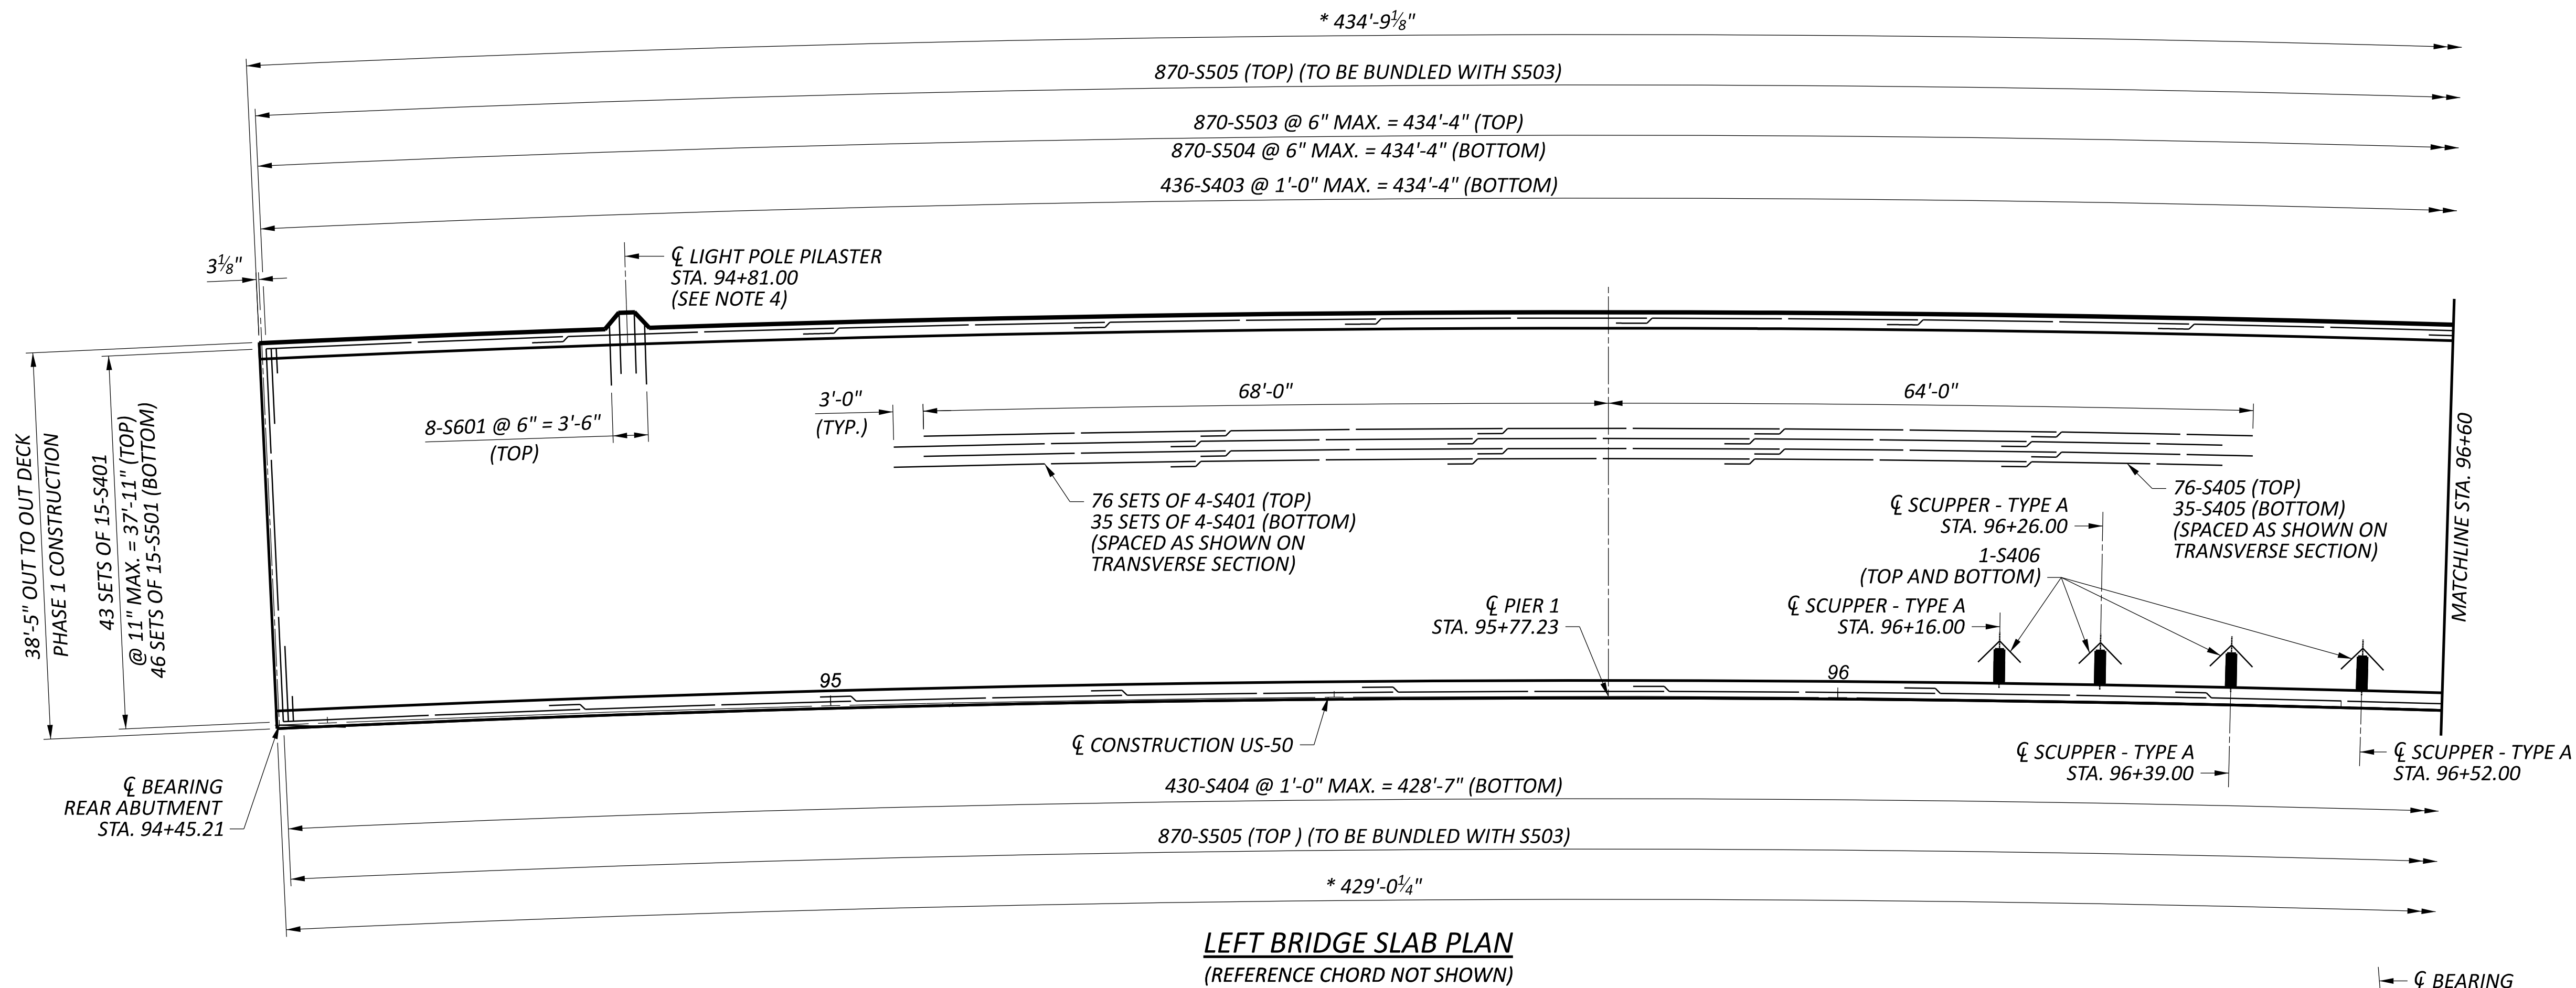 * 434'-9⅛"
870-S505 (TOP) (TO BE BUNDLED WITH S503)
870-S503 @ 6" MAX. = 434'-4" (TOP)
870-S504 @ 6" MAX. = 434'-4" (BOTTOM)
436-S403 @ 1'-0" MAX. = 434'-4" (BOTTOM)
3⅛"
℄ LIGHT POLE PILASTER
STA. 94+81.00
(SEE NOTE 4)
38'-5" OUT TO OUT DECK
PHASE 1 CONSTRUCTION
43 SETS OF 15-S401
@ 11" MAX. = 37'-11" (TOP)
46 SETS OF 15-S501 (BOTTOM)
8-S601 @ 6" = 3'-6"
(TOP)
3'-0"
(TYP.)
68'-0"
64'-0"
76 SETS OF 4-S401 (TOP)
35 SETS OF 4-S401 (BOTTOM)
(SPACED AS SHOWN ON
TRANSVERSE SECTION)
76-S405 (TOP)
35-S405 (BOTTOM)
(SPACED AS SHOWN ON
TRANSVERSE SECTION)
MATCHLINE STA. 96+60
℄ SCUPPER - TYPE A
STA. 96+26.00
1-S406
(TOP AND BOTTOM)
℄ SCUPPER - TYPE A
STA. 96+16.00
℄ PIER 1
STA. 95+77.23
95
96
℄ CONSTRUCTION US-50
℄ SCUPPER - TYPE A
STA. 96+39.00
℄ SCUPPER - TYPE A
STA. 96+52.00
℄ BEARING
REAR ABUTMENT
STA. 94+45.21
430-S404 @ 1'-0" MAX. = 428'-7" (BOTTOM)
870-S505 (TOP ) (TO BE BUNDLED WITH S503)
* 429'-0¼"
LEFT BRIDGE SLAB PLAN
(REFERENCE CHORD NOT SHOWN)
℄ BEARING